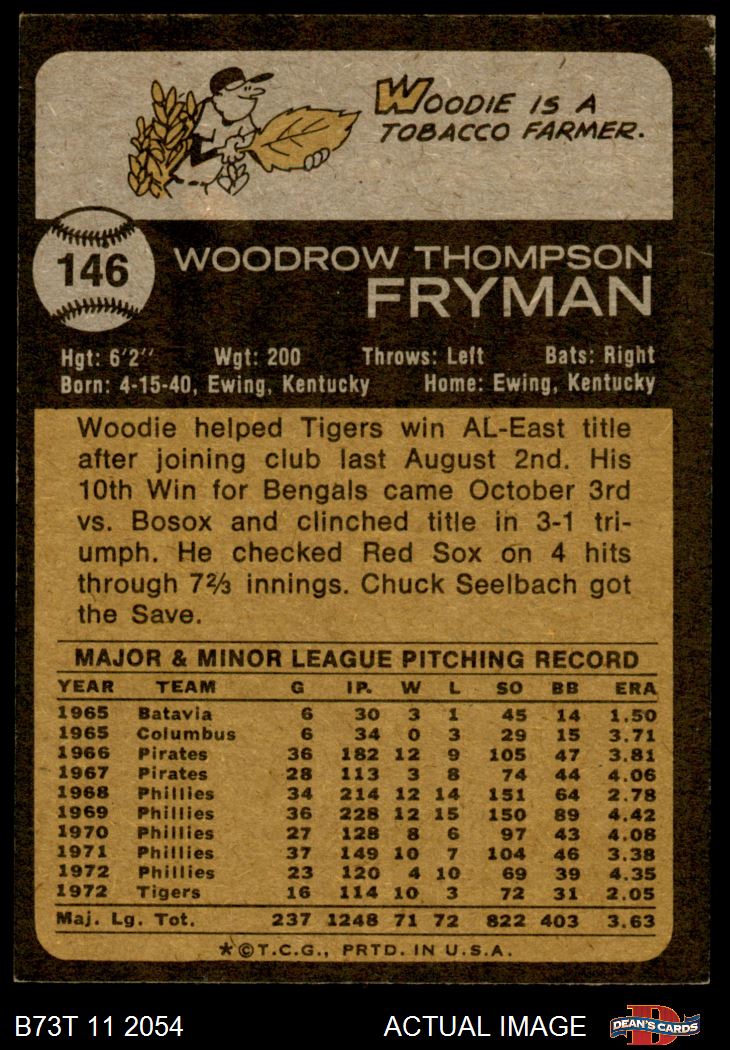 WOODIE IS A
TOBACCO FARMER.
146
WOODROW THOMPSON
FRYMAN
Hgt: 6'2'' Wgt: 200 Throws: Left Bats: Right
Born: 4-15-40, Ewing, Kentucky Home: Ewing, Kentucky
Woodie helped Tigers win AL-East title
after joining club last August 2nd. His
10th Win for Bengals came October 3rd
vs. Bosox and clinched title in 3-1 tri-
umph. He checked Red Sox on 4 hits
through 7⅔ innings. Chuck Seelbach got
the Save.
MAJOR & MINOR LEAGUE PITCHING RECORD
YEAR TEAM G IP. W L SO BB ERA
1965 Batavia 6 30 3 1 45 14 1.50
1965 Columbus 6 34 0 3 29 15 3.71
1966 Pirates 36 182 12 9 105 47 3.81
1967 Pirates 28 113 3 8 74 44 4.06
1968 Phillies 34 214 12 14 151 64 2.78
1969 Phillies 36 228 12 15 150 89 4.42
1970 Phillies 27 128 8 6 97 43 4.08
1971 Phillies 37 149 10 7 104 46 3.38
1972 Phillies 23 120 4 10 69 39 4.35
1972 Tigers 16 114 10 3 72 31 2.05
Maj. Lg. Tot. 237 1248 71 72 822 403 3.63
★©T.C.G., PRTD. IN U.S.A.
B73T 11 2054 ACTUAL IMAGE DEAN'S CARDS